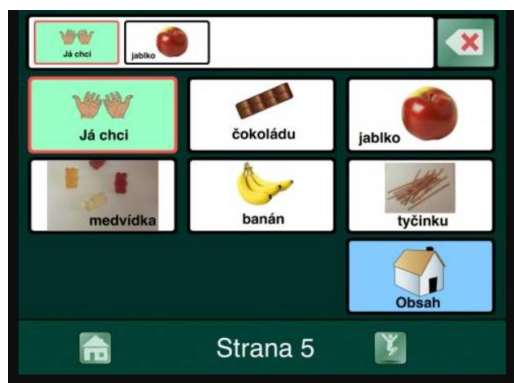 Já chci
jablko
Já chci
čokoládu
jablko
medvídka
banán
tyčinku
Obsah
Strana 5